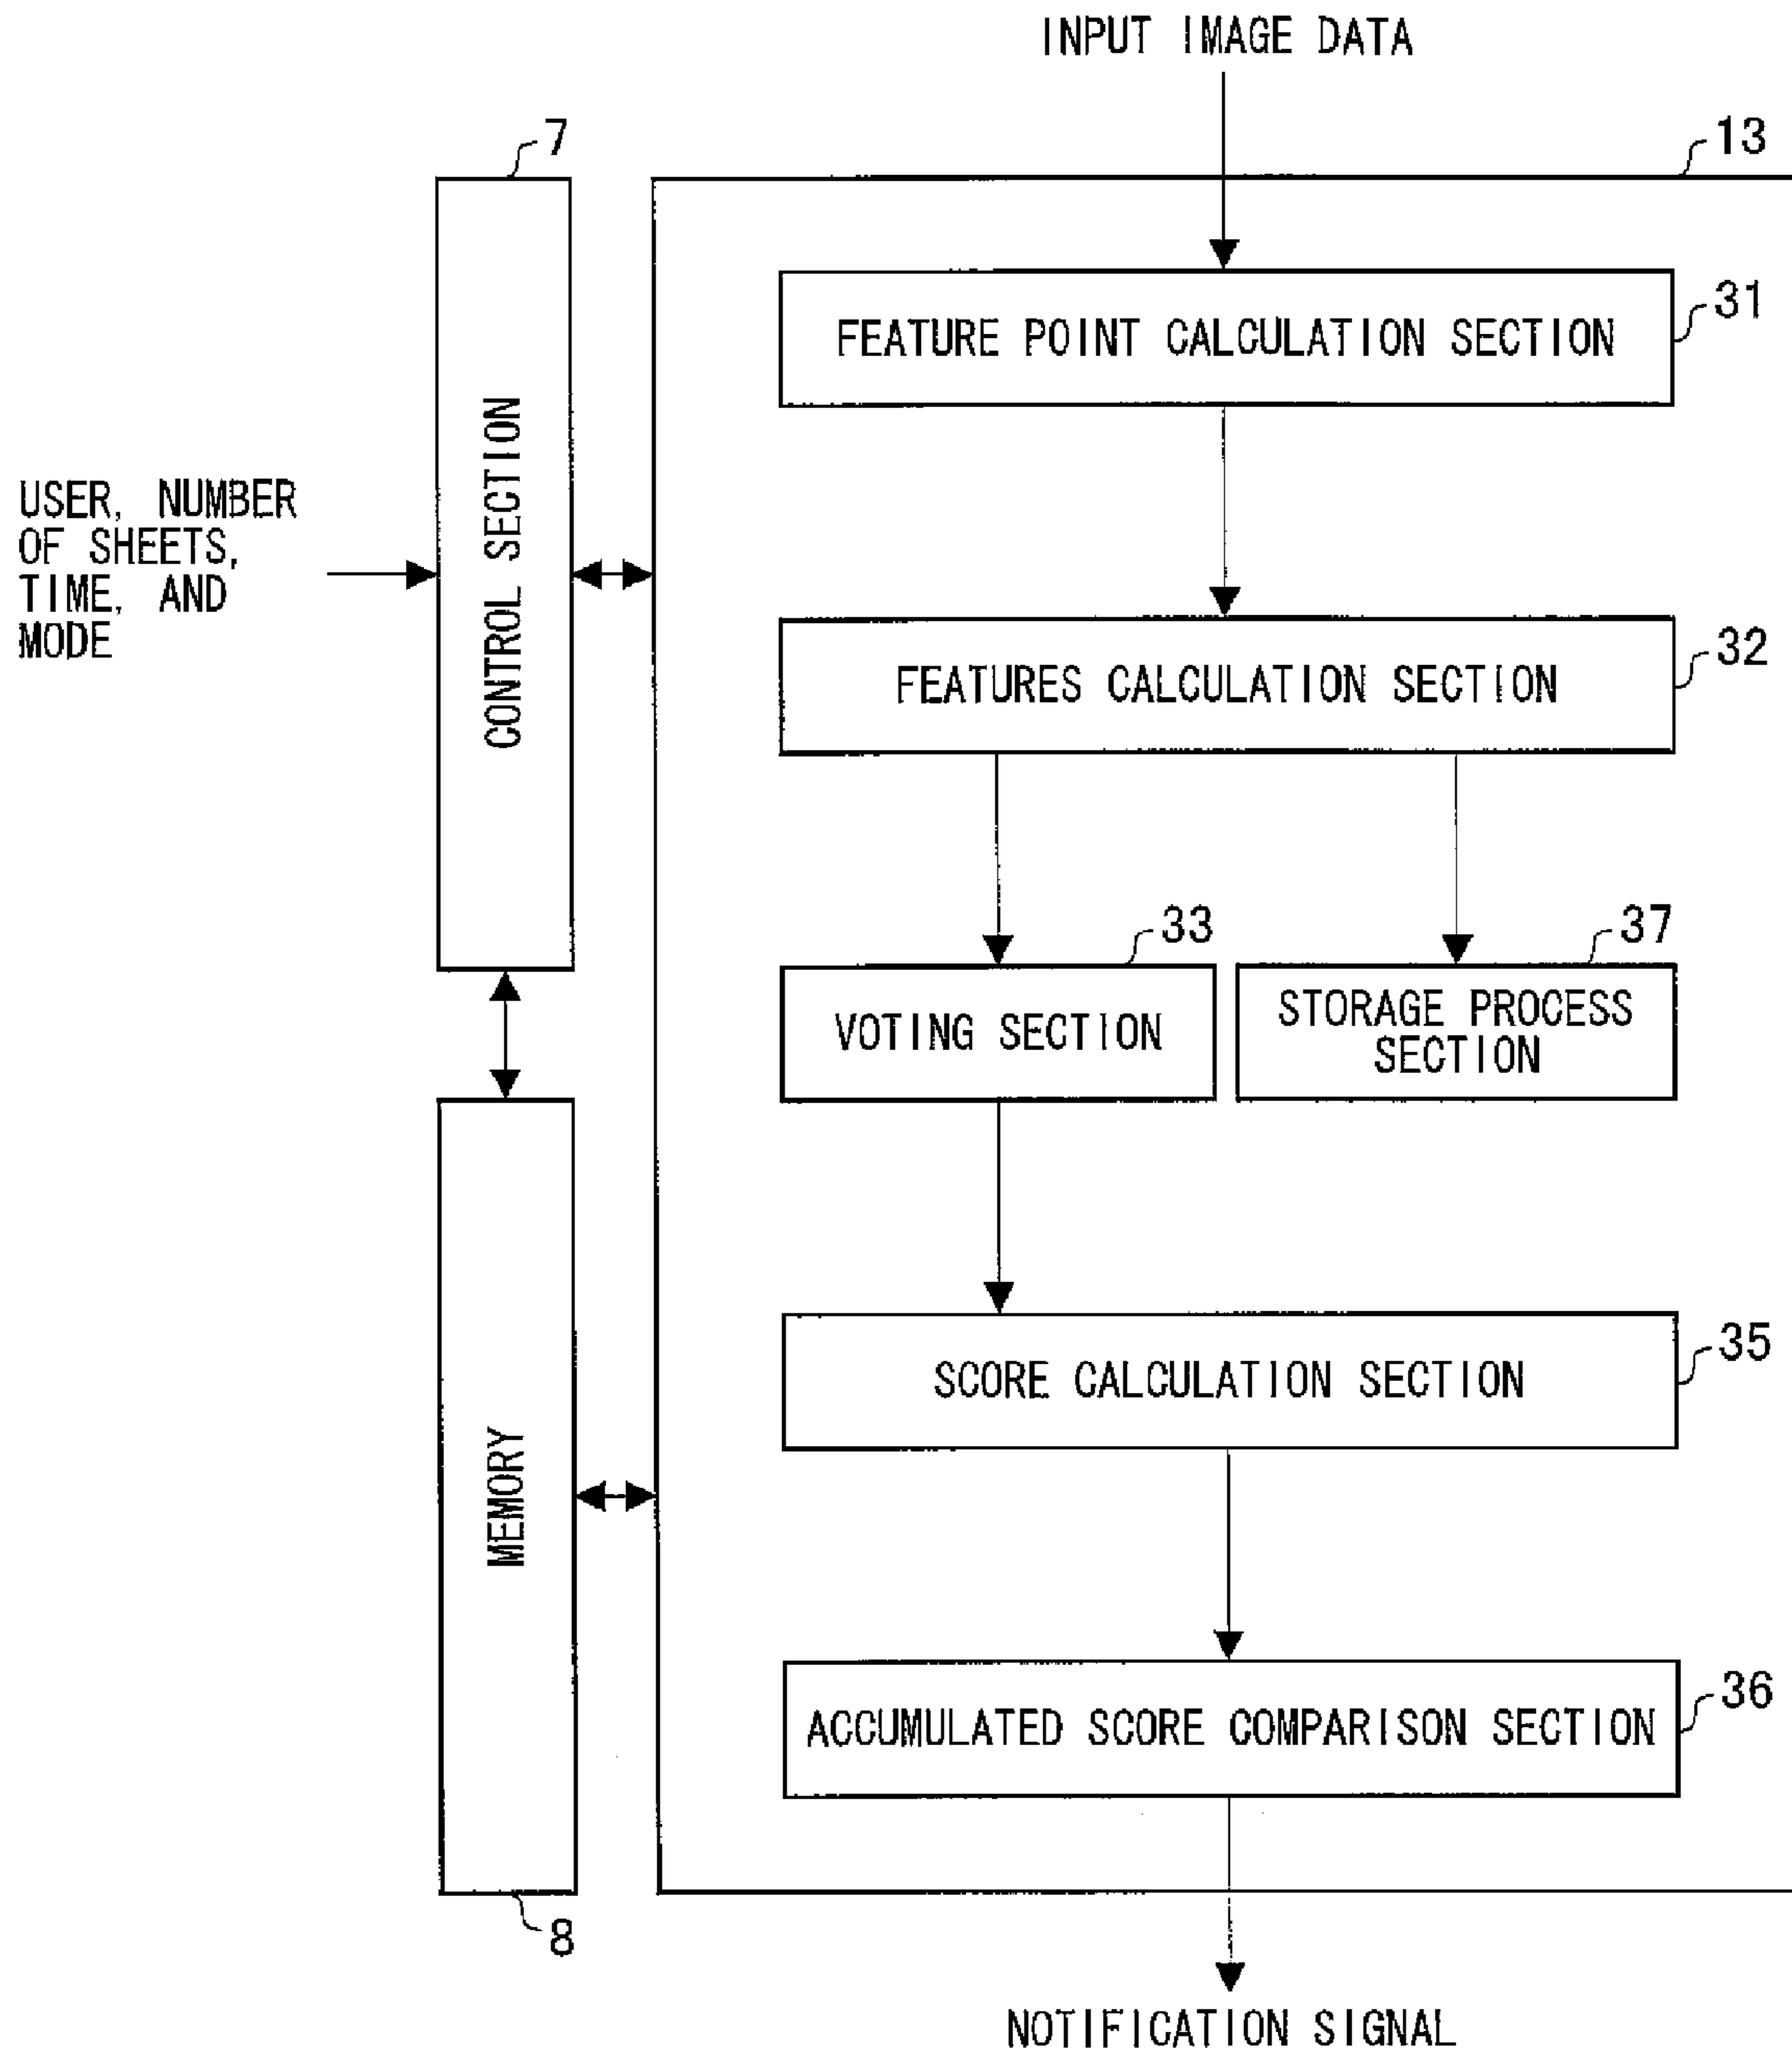 INPUT IMAGE DATA
7
13
31
FEATURE POINT CALCULATION SECTION
CONTROL SECTION
USER, NUMBER
OF SHEETS,
TIME, AND
MODE
32
FEATURES CALCULATION SECTION
33
37
VOTING SECTION
STORAGE PROCESS
SECTION
35
SCORE CALCULATION SECTION
MEMORY
36
ACCUMULATED SCORE COMPARISON SECTION
8
NOTIFICATION SIGNAL